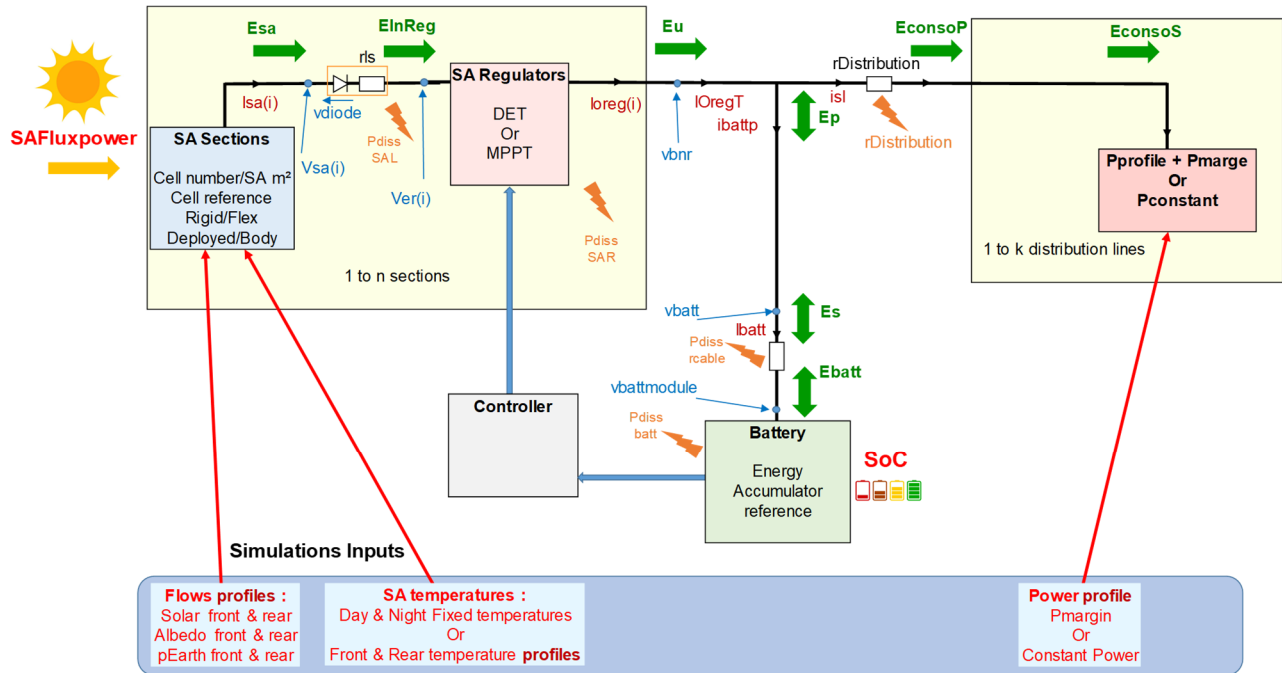 Esa
EInReg
Eu
EconsoP
EconsoS
rls
SA Regulators
DET
Or
MPPT
rDistribution
Isa(i)
vdiode
Ioreg(i)
IOregT
ibattp
isl
Ep
SAFluxpower
SA Sections
Cell number/SA m²
Cell reference
Rigid/Flex
Deployed/Body
Vsa(i)
Pdiss
SAL
Ver(i)
vbnr
rDistribution
Pprofile + Pmarge
Or
Pconstant
Pdiss
SAR
1 to n sections
1 to k distribution lines
vbatt
Es
Ibatt
Pdiss
rcable
Ebatt
vbattmodule
Controller
Pdiss
batt
Battery
Energy
Accumulator
reference
SoC
Simulations Inputs
Flows profiles :
Solar front & rear
Albedo front & rear
pEarth front & rear
SA temperatures :
Day & Night Fixed temperatures
Or
Front & Rear temperature profiles
Power profile
Pmargin
Or
Constant Power